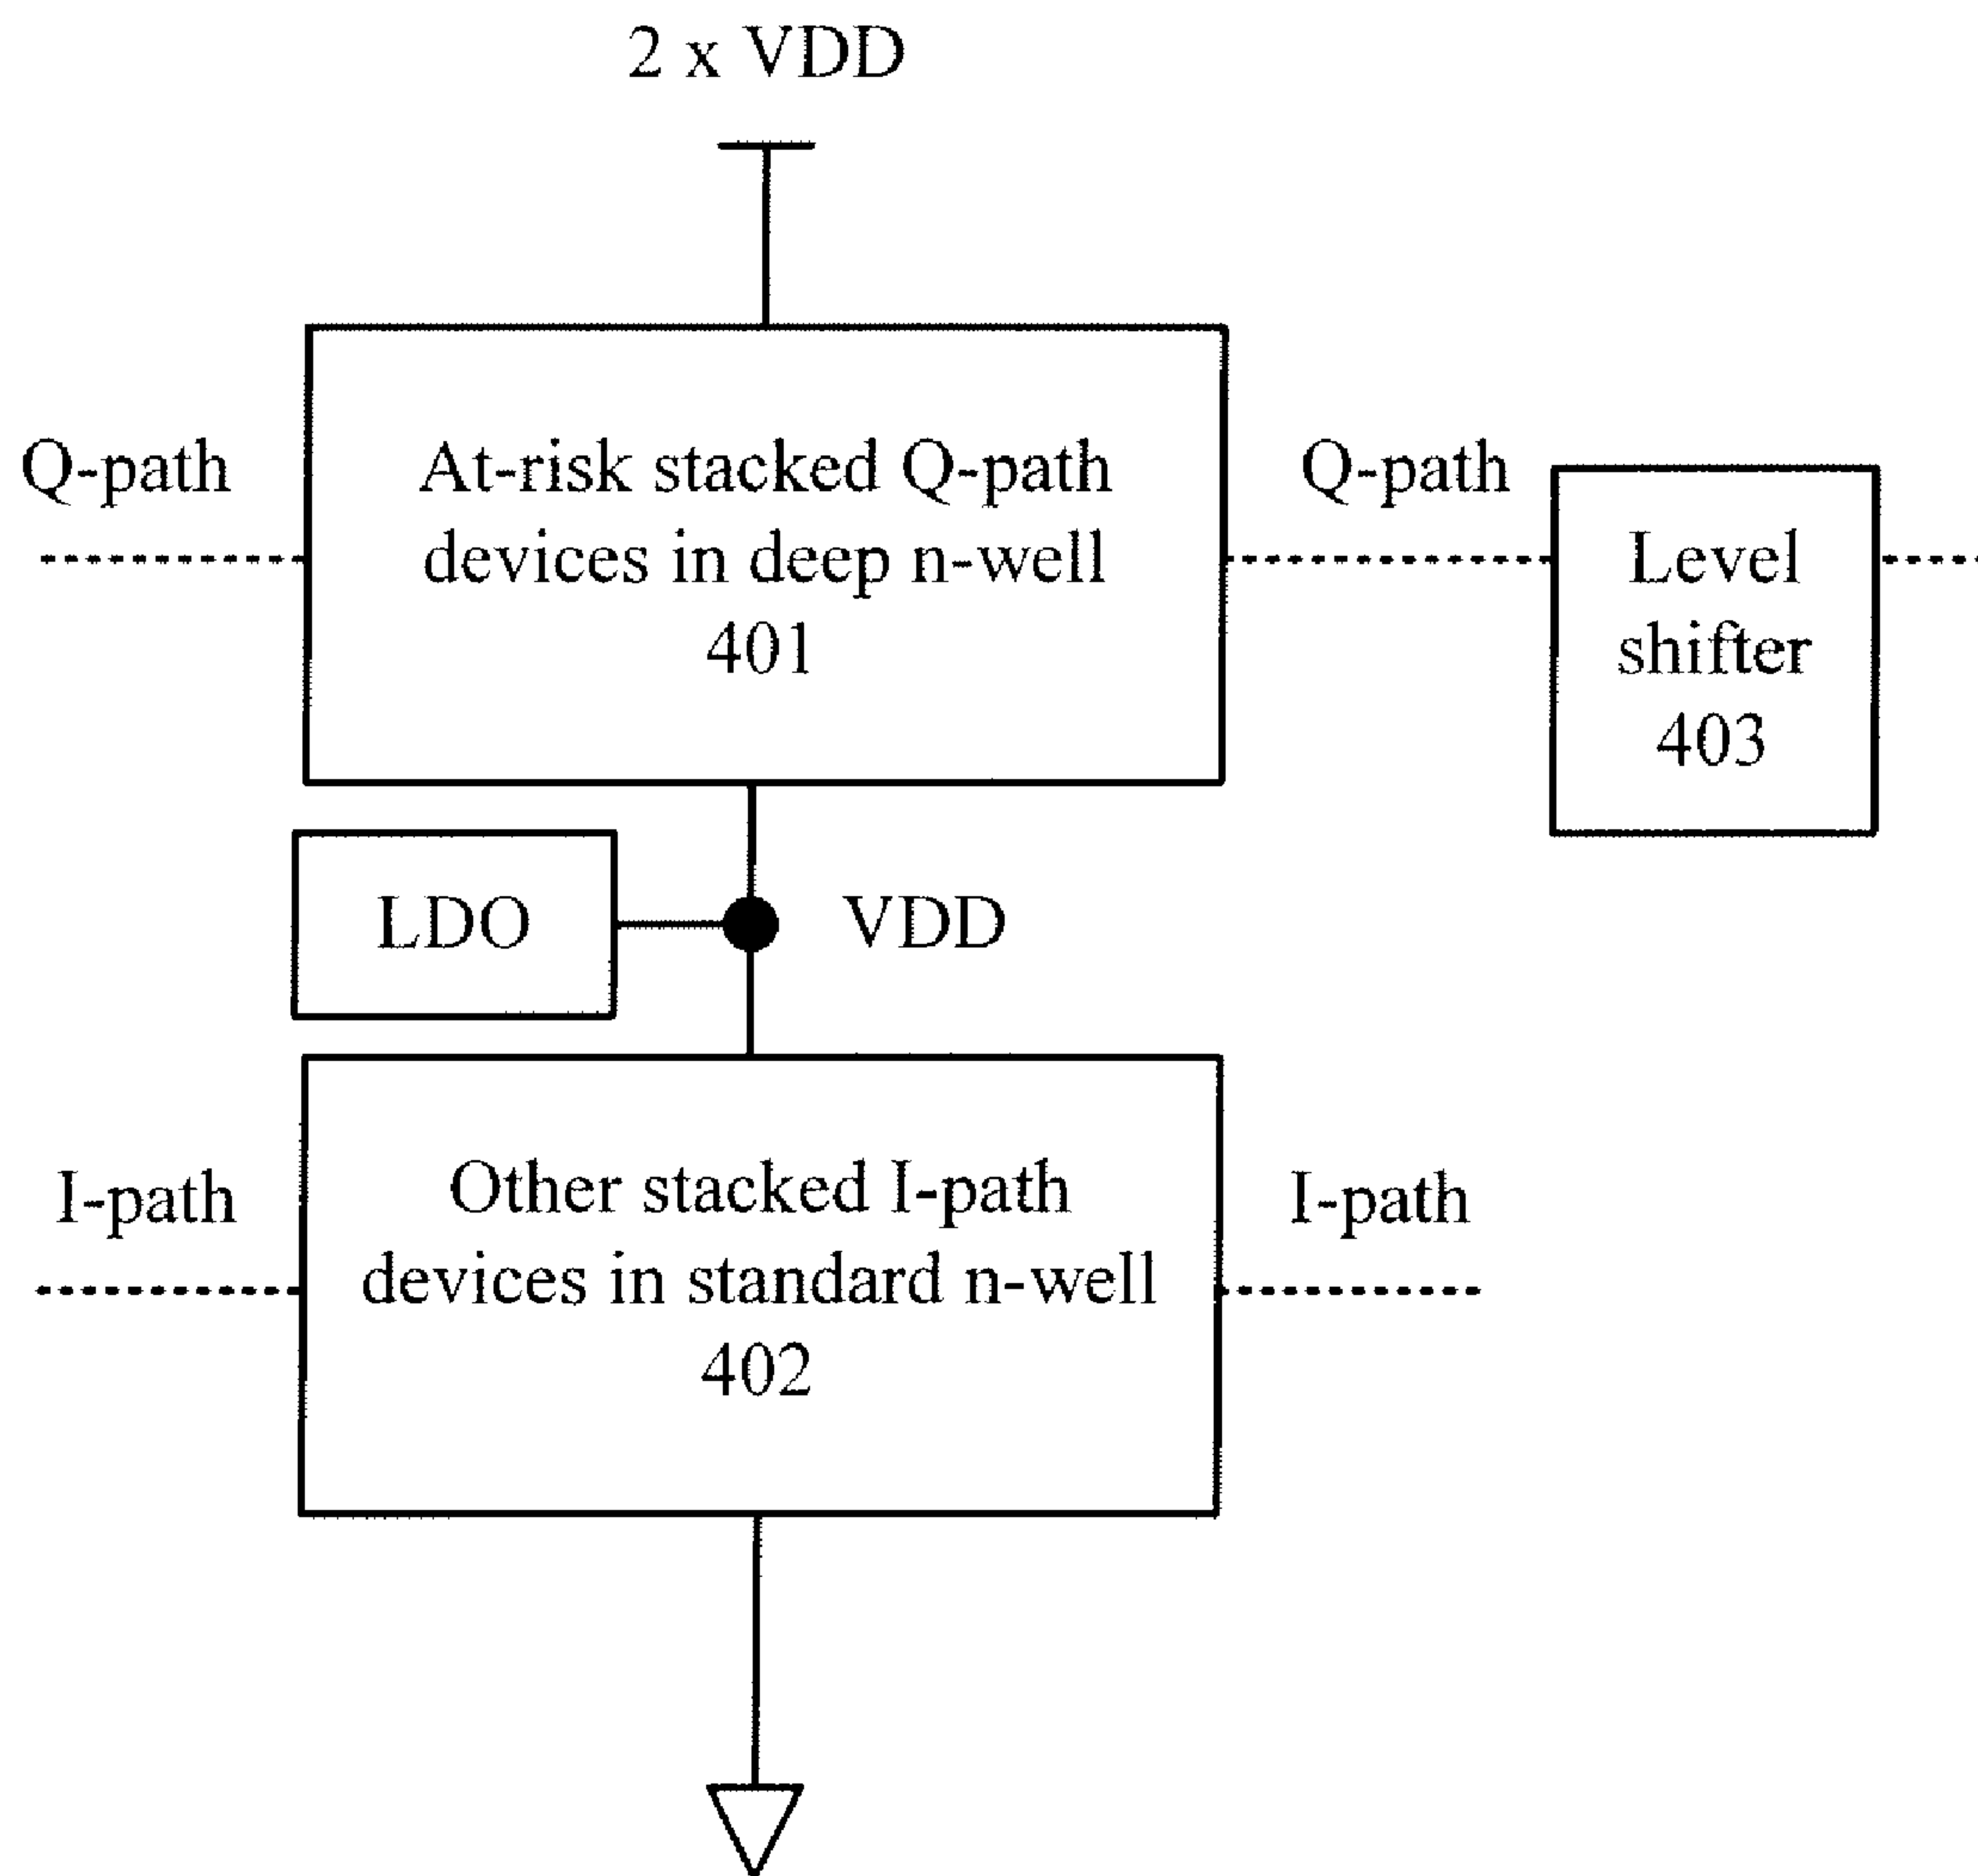 2 x VDD
Q-path
At-risk stacked Q-path
devices in deep n-well
401
Q-path
Level
shifter
403
LDO
VDD
I-path
Other stacked I-path
devices in standard n-well
402
I-path